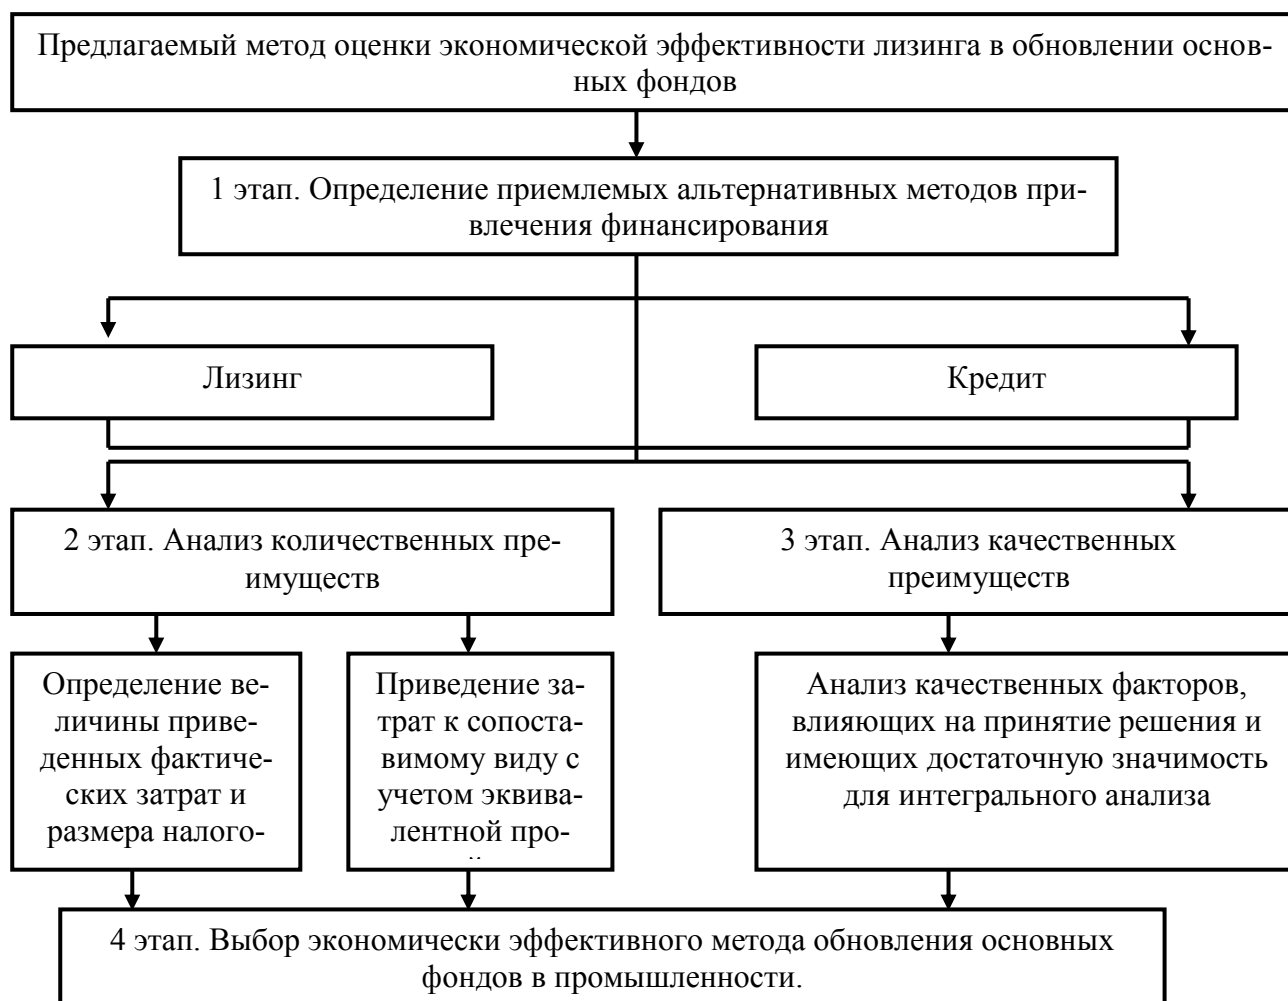 Предлагаемый метод оценки экономической эффективности лизинга в обновлении основ-
ных фондов
1 этап. Определение приемлемых альтернативных методов при-
влечения финансирования
Лизинг
Кредит
2 этап. Анализ количественных пре-
имуществ
3 этап. Анализ качественных
преимуществ
Определение ве-
личины приве-
денных фактиче-
ских затрат и
размера налого-
Приведение за-
трат к сопоста-
вимому виду с
учетом эквива-
лентной про-
Анализ качественных факторов,
влияющих на принятие решения и
имеющих достаточную значимость
для интегрального анализа
4 этап. Выбор экономически эффективного метода обновления основных
фондов в промышленности.